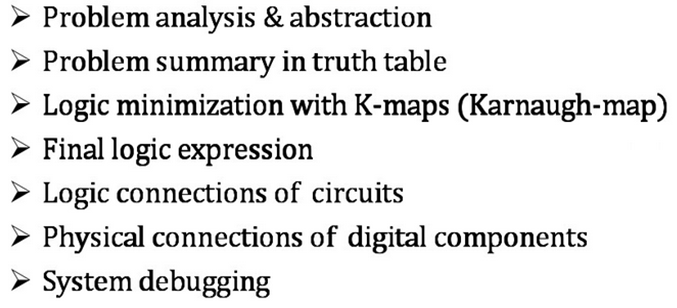 ➢ Problem analysis & abstraction
➢ Problem summary in truth table
➢ Logic minimization with K-maps (Karnaugh-map)
➢ Final logic expression
➢ Logic connections of circuits
➢ Physical connections of digital components
➢ System debugging